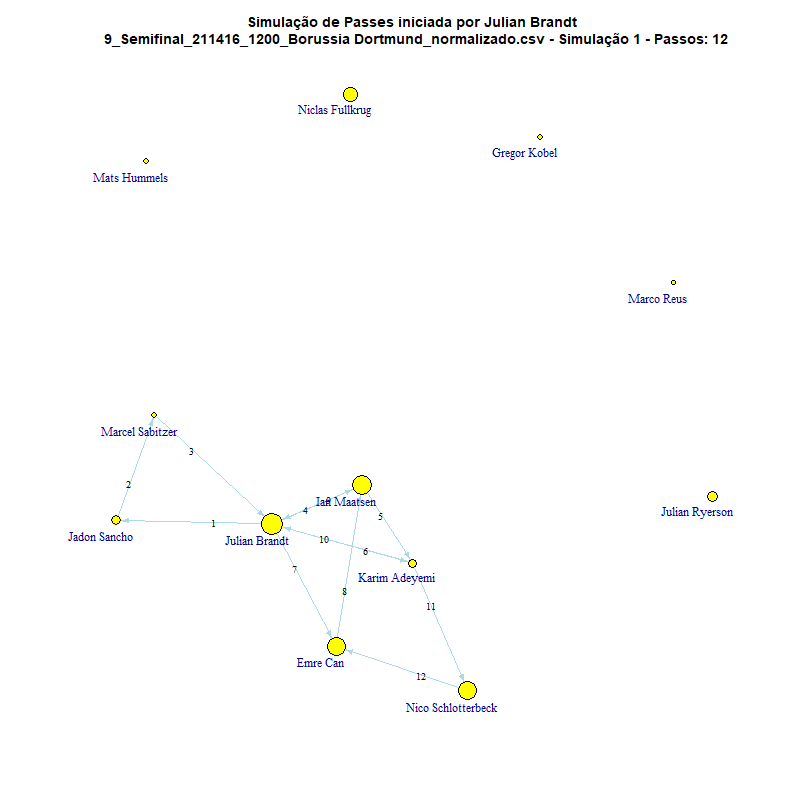 Simulação de Passes iniciada por Julian Brandt
9_Semifinal_211416_1200_Borussia Dortmund_normalizado.csv - Simulação 1 - Passos: 12
Niclas Fullkrug
Gregor Kobel
Mats Hummels
Marco Reus
Marcel Sabitzer
3
2
Ian Maatsen
4
9
5
Julian Ryerson
1
Jadon Sancho
Julian Brandt
10
6
Karim Adeyemi
7
8
11
Emre Can
12
Nico Schlotterbeck